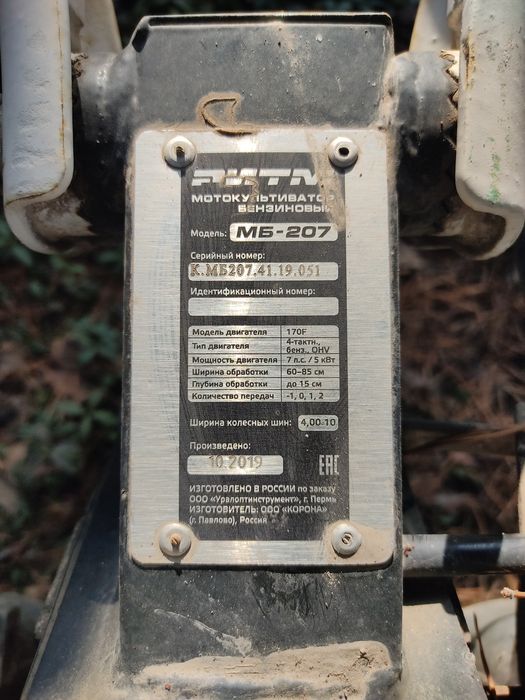 РИТМ
МОТОКУЛЬТИВАТОР
БЕНЗИНОВЫЙ
Модель: МБ-207
Серийный номер:
К.МБ207.41.19.051
Идентификационный номер:
Модель двигателя 170F
Тип двигателя 4-тактн., бенз., OHV
Мощность двигателя 7 л.с. / 5 кВт
Ширина обработки 60–85 см
Глубина обработки до 15 см
Количество передач -1, 0, 1, 2
Ширина колесных шин: 4,00-10
Произведено:
10.2019 ЕАС
ИЗГОТОВЛЕНО В РОССИИ по заказу
ООО «Уралоптинструмент», г. Пермь
ИЗГОТОВИТЕЛЬ: ООО «КОРОНА»
(г. Павлово), Россия